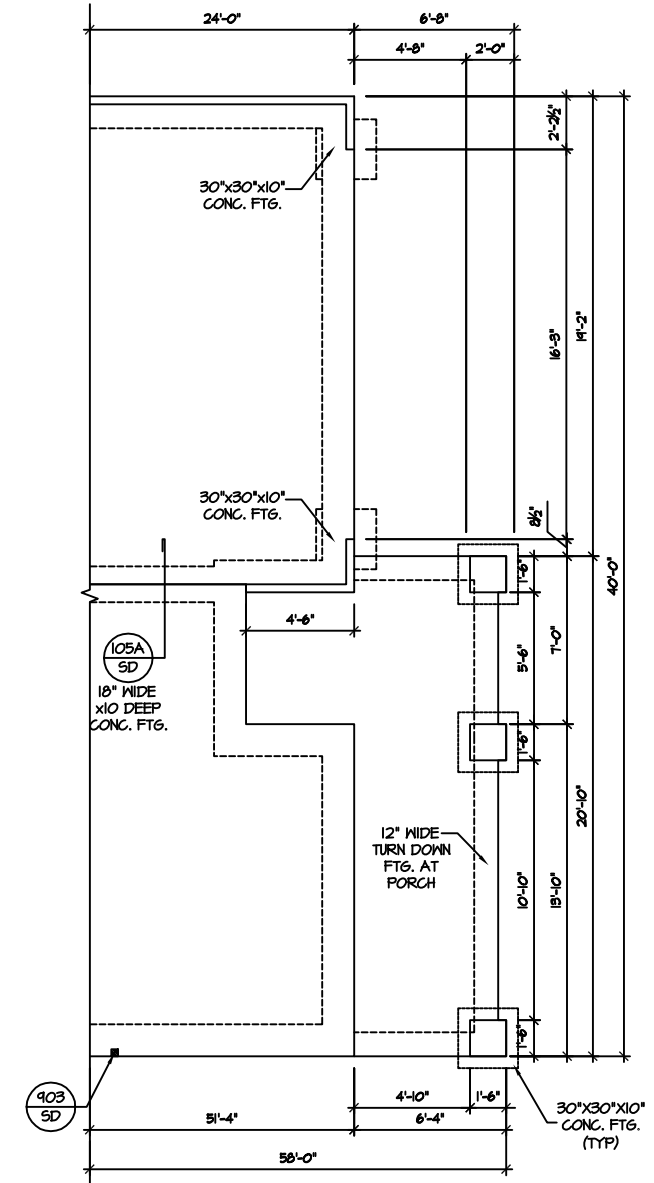 24'-0"
6'-8"
4'-8"
2'-0"
2'-2½"
30"x30"x10"
CONC. FTG.
16'-3"
19'-2"
30"x30"x10"
CONC. FTG.
8½"
40'-0"
1'-6"
4'-6"
105A
SD
18" WIDE
x10 DEEP
CONC. FTG.
5'-6"
7'-0"
1'-6"
20'-10"
12" WIDE
TURN DOWN
FTG. AT
PORCH
10'-10"
13'-10"
1'-6"
903
SD
4'-10"
1'-6"
51'-4"
6'-4"
58'-0"
30"X30"X10"
CONC. FTG.
(TYP)